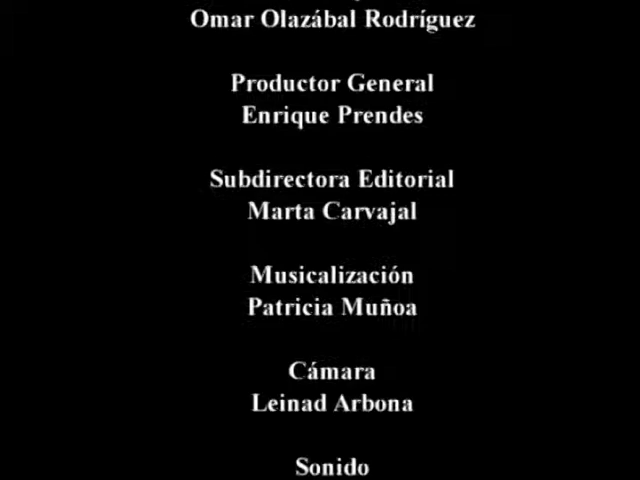 Omar Olazábal Rodríguez
Productor General
Enrique Prendes
Subdirectora Editorial
Marta Carvajal
Musicalización
Patricia Muñoa
Cámara
Leinad Arbona
Sonido